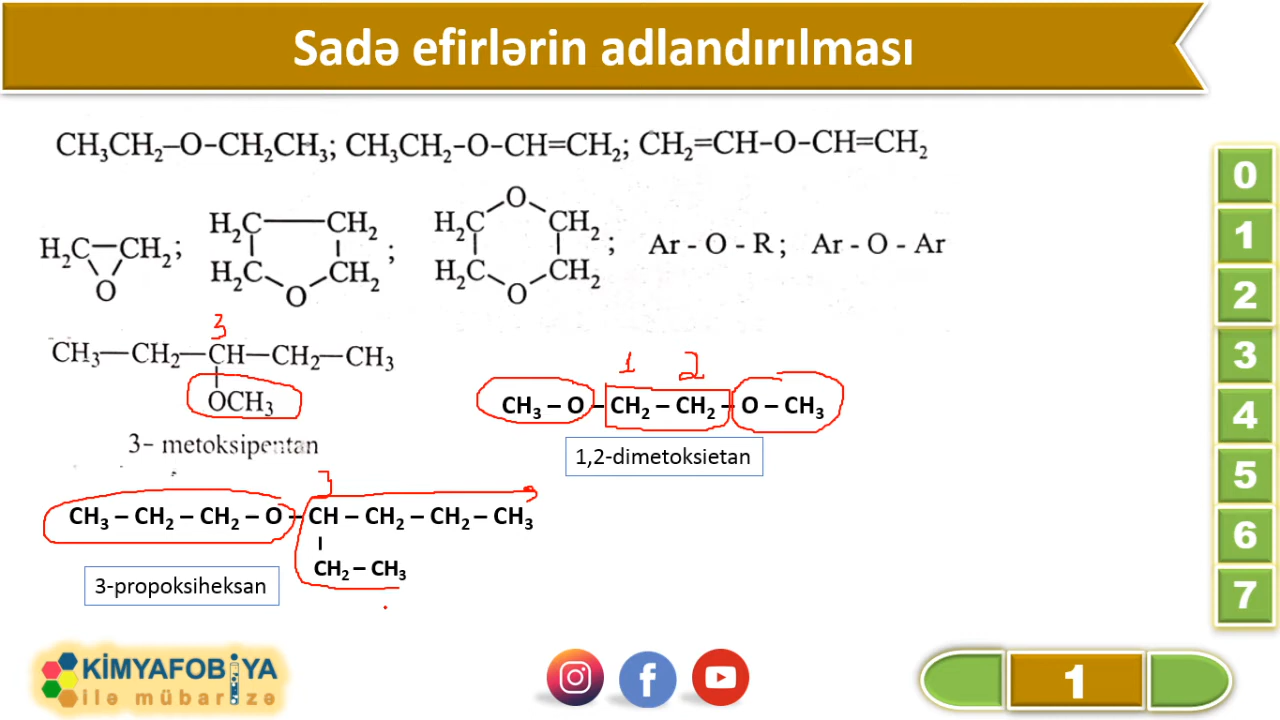 Sadə efirlərin adlandırılması
CH₃CH₂–O–CH₂CH₃; CH₃CH₂-O-CH=CH₂; CH₂=CH-O-CH=CH₂
H₂C–CH₂;
O
H₂C–CH₂
H₂C CH₂;
O
O
H₂C CH₂
H₂C CH₂;
O
Ar - O - R; Ar - O - Ar
3
CH₃—CH₂—CH—CH₂—CH₃
OCH₃
3- metoksipentan
1 2
CH₃ – O – CH₂ – CH₂ – O – CH₃
1,2-dimetoksietan
3
CH₃ – CH₂ – CH₂ – O – CH – CH₂ – CH₂ – CH₃
CH₂ – CH₃
3-propoksiheksan
0
1
2
3
4
5
6
7
KİMYAFOBİYA
ilə mübarizə
1